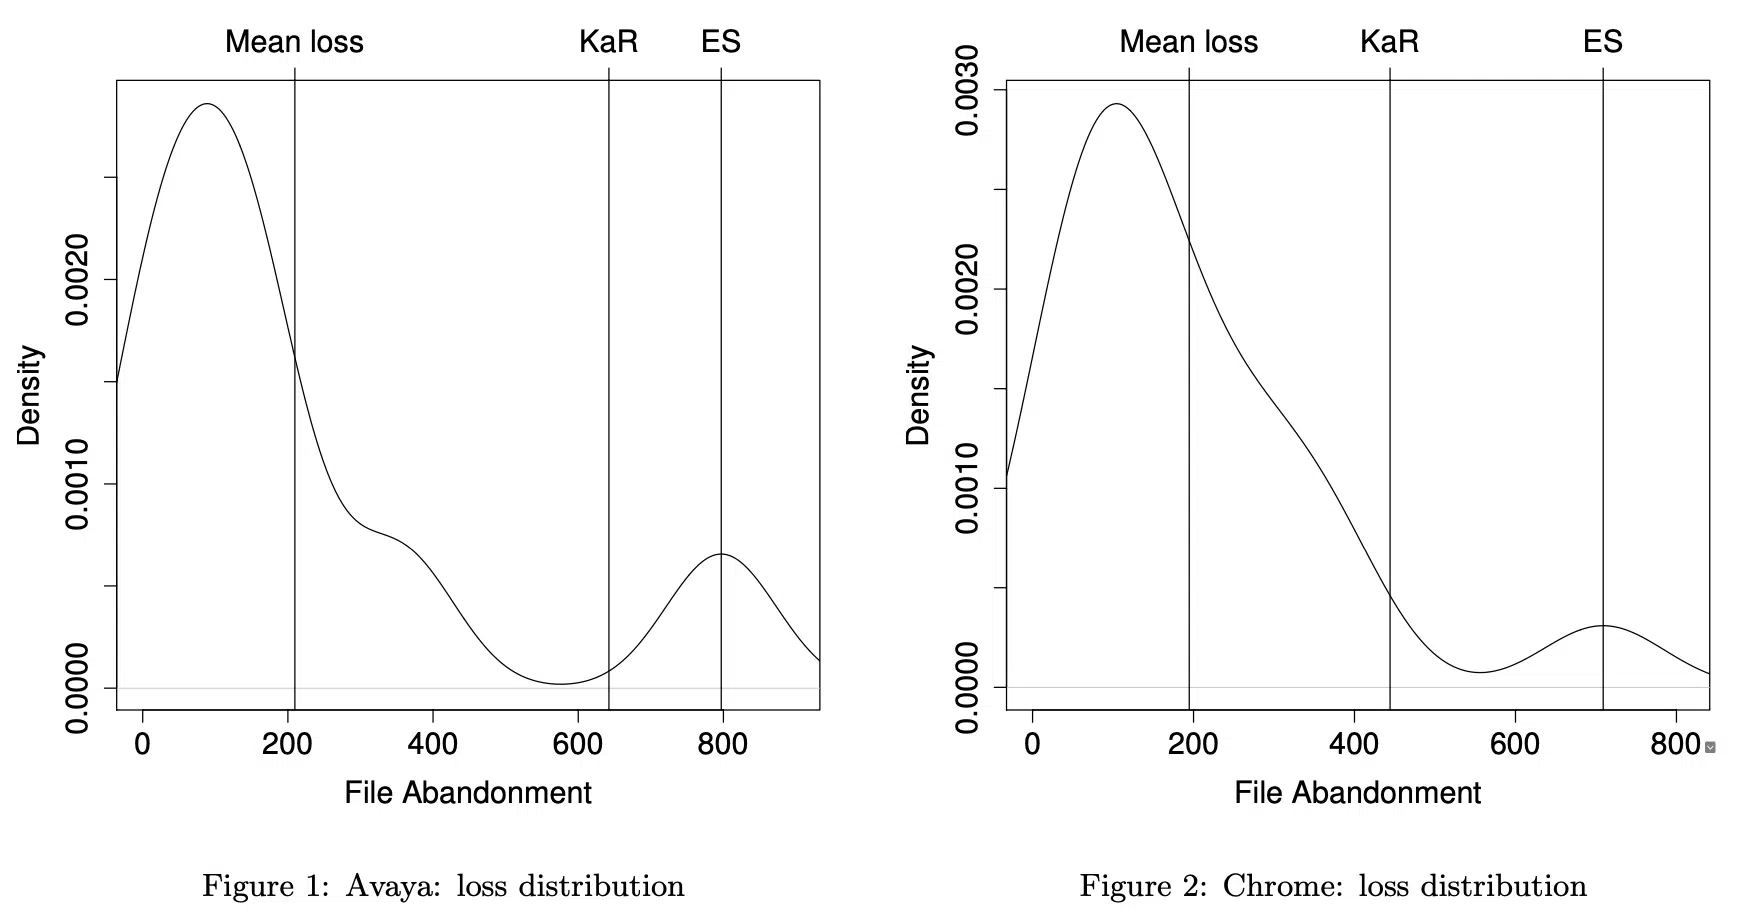 Mean loss KaR ES
0.0020
0.0010
0.0000
Density
0 200 400 600 800
File Abandonment
Figure 1: Avaya: loss distribution
Mean loss KaR ES
0.0030
0.0020
0.0010
0.0000
Density
0 200 400 600 800
File Abandonment
Figure 2: Chrome: loss distribution